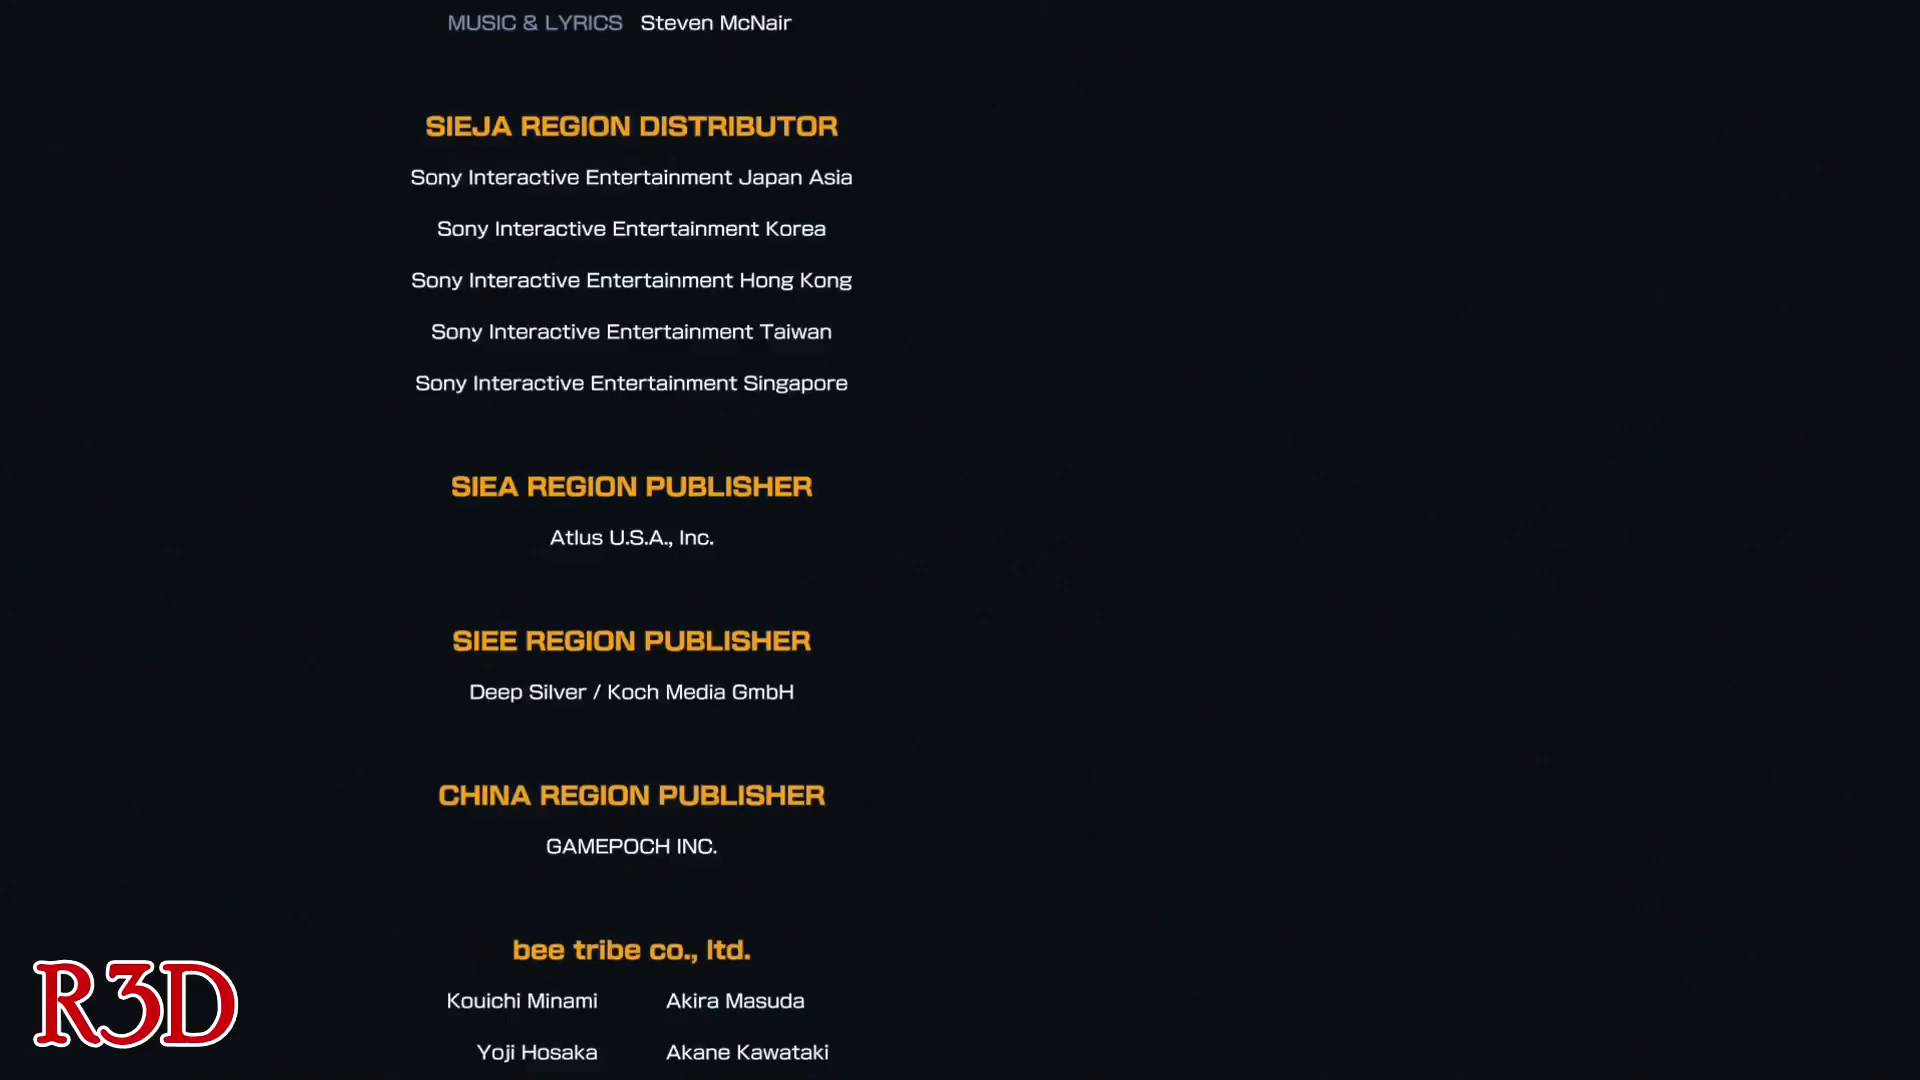 MUSIC & LYRICS Steven McNair
SIEJA REGION DISTRIBUTOR
Sony Interactive Entertainment Japan Asia
Sony Interactive Entertainment Korea
Sony Interactive Entertainment Hong Kong
Sony Interactive Entertainment Taiwan
Sony Interactive Entertainment Singapore
SIEA REGION PUBLISHER
Atlus U.S.A., Inc.
SIEE REGION PUBLISHER
Deep Silver / Koch Media GmbH
CHINA REGION PUBLISHER
GAMEPOCH INC.
bee tribe co., ltd.
Kouichi Minami Akira Masuda
Yoji Hosaka Akane Kawataki
R3D